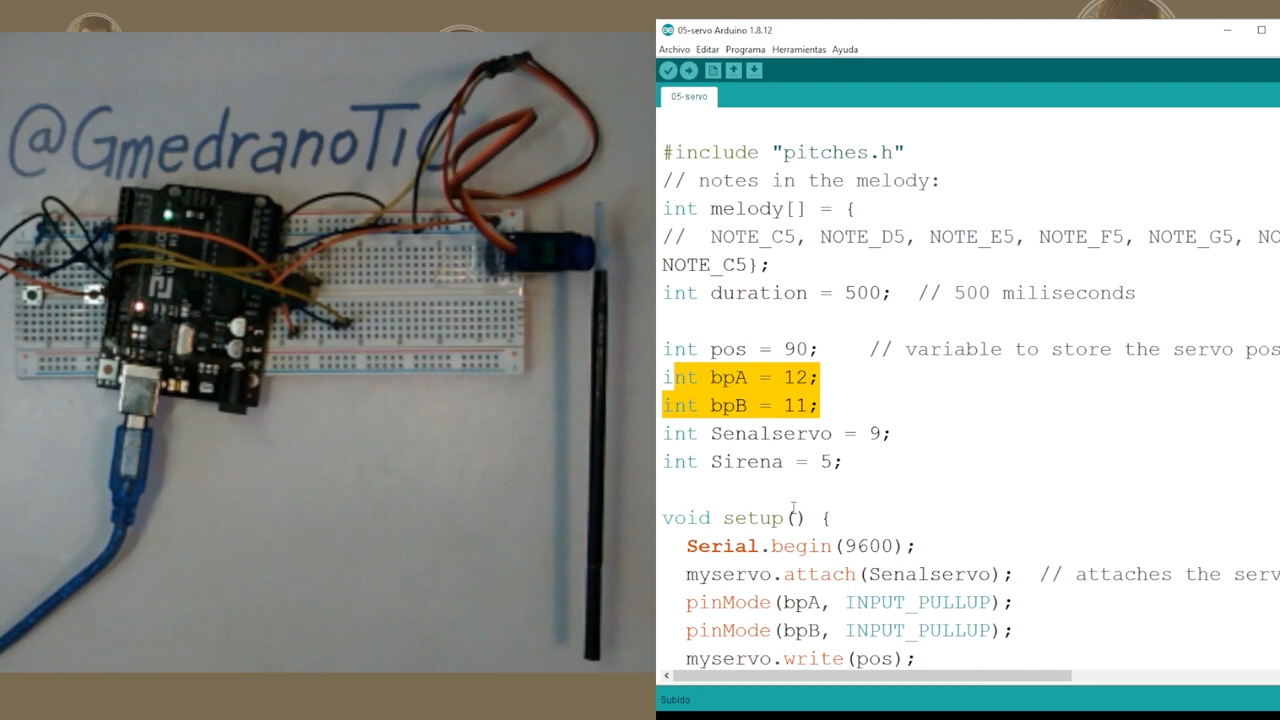 @GmedranoTIC
05-servo Arduino 1.8.12
Archivo Editar Programa Herramientas Ayuda
05-servo
#include "pitches.h"
// notes in the melody:
int melody[] = {
//  NOTE_C5, NOTE_D5, NOTE_E5, NOTE_F5, NOTE_G5, NO
NOTE_C5};
int duration = 500;  // 500 miliseconds
int pos = 90;    // variable to store the servo pos
int bpA = 12;
int bpB = 11;
int Senalservo = 9;
int Sirena = 5;
void setup() {
Serial.begin(9600);
myservo.attach(Senalservo);  // attaches the serv
pinMode(bpA, INPUT_PULLUP);
pinMode(bpB, INPUT_PULLUP);
myservo.write(pos);
Subido